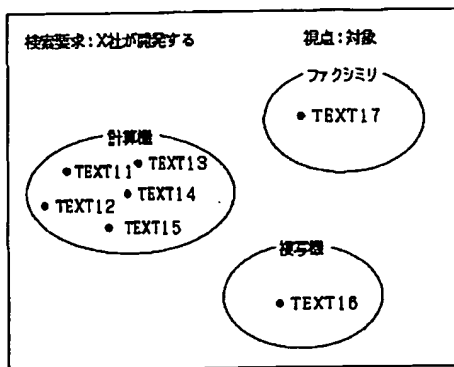 検索要求:X社が開発する
視点:対象
ファクシミリ
TEXT17
計算機
TEXT13
TEXT11
TEXT14
TEXT12
TEXT15
複写機
TEXT16